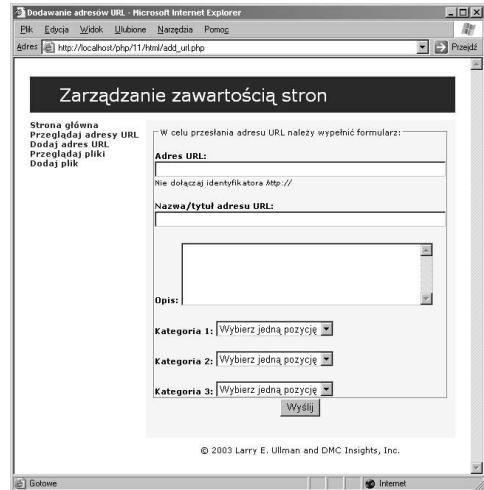 Dodawanie adresów URL - Microsoft Internet Explorer
Plik Edycja Widok Ulubione Narzędzia Pomoc
Adres http://localhost/php/11/html/add_url.php Przejdź
Zarządzanie zawartością stron
Strona główna
Przeglądaj adresy URL
Dodaj adres URL
Przeglądaj pliki
Dodaj plik
W celu przesłania adresu URL należy wypełnić formularz:
Adres URL:
Nie dołączaj identyfikatora http://
Nazwa/tytuł adresu URL:
Opis:
Kategoria 1: Wybierz jedną pozycję
Kategoria 2: Wybierz jedną pozycję
Kategoria 3: Wybierz jedną pozycję
Wyślij
© 2003 Larry E. Ullman and DMC Insights, Inc.
Gotowe Internet